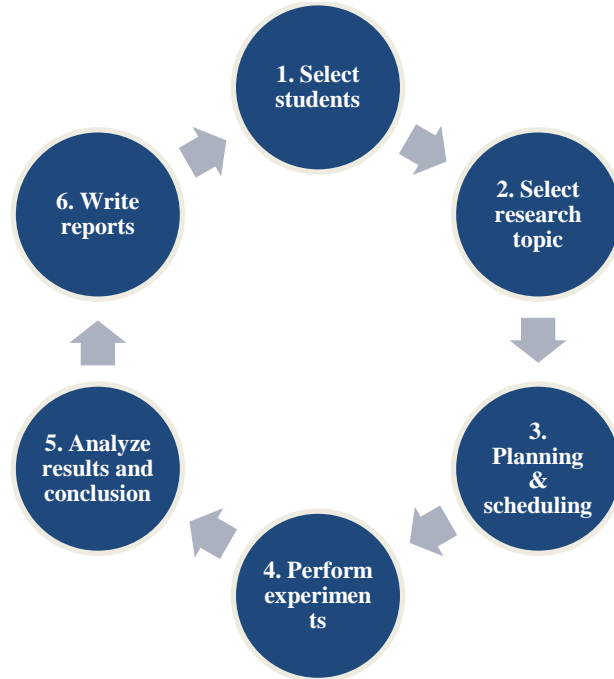 1. Select
students
2. Select
research
topic
3.
Planning
&
scheduling
4. Perform
experimen
ts
5. Analyze
results and
conclusion
6. Write
reports